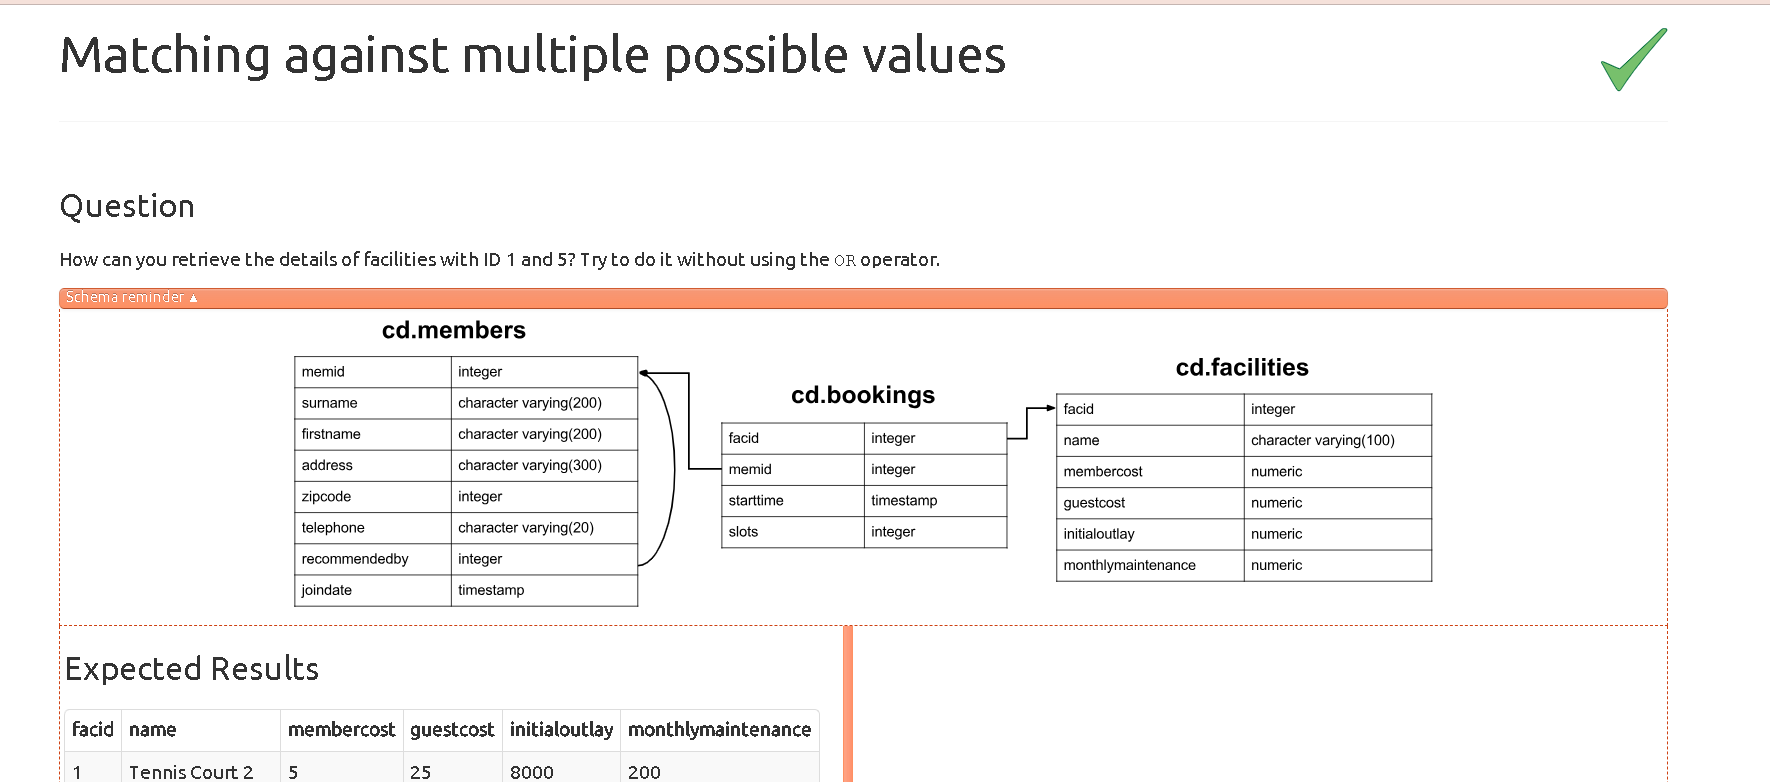 Matching against multiple possible values
Question
How can you retrieve the details of facilities with ID 1 and 5? Try to do it without using the OR operator.
Schema reminder ▲
cd.members
memid integer
surname character varying(200)
firstname character varying(200)
address character varying(300)
zipcode integer
telephone character varying(20)
recommendedby integer
joindate timestamp
cd.bookings
facid integer
memid integer
starttime timestamp
slots integer
cd.facilities
facid integer
name character varying(100)
membercost numeric
guestcost numeric
initialoutlay numeric
monthlymaintenance numeric
Expected Results
facid name membercost guestcost initialoutlay monthlymaintenance
1 Tennis Court 2 5 25 8000 200